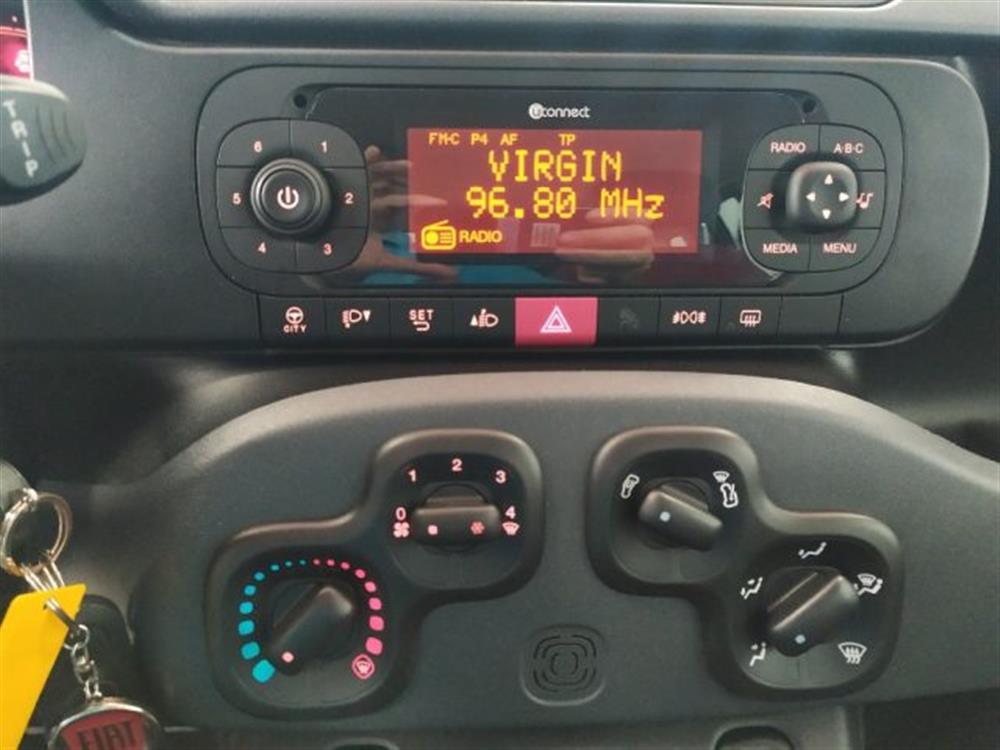 TRIP
uconnect
FM-C P4 AF TP
VIRGIN
96.80 MHz
RADIO
6 1
5 2
4 3
RADIO A·B·C
MEDIA MENU
CITY
SET
1 2 3
0 4
FIAT